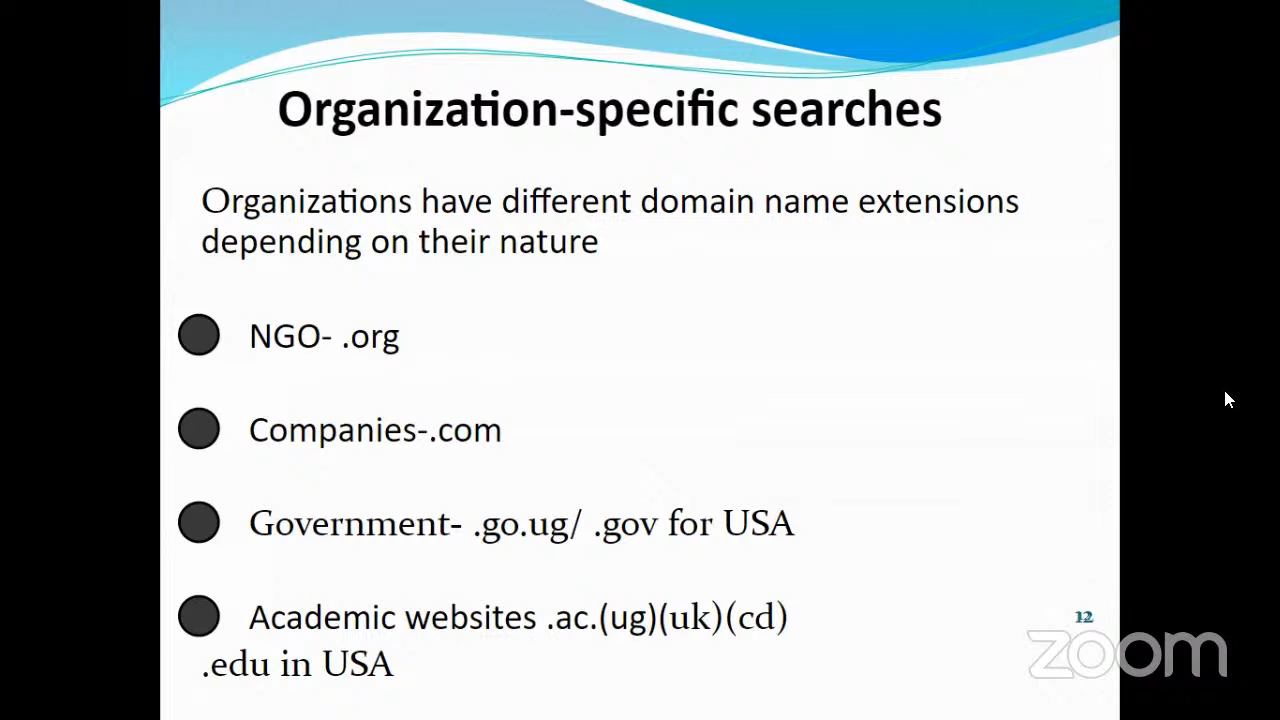 Organization-specific searches
Organizations have different domain name extensions
depending on their nature
NGO- .org
Companies-.com
Government- .go.ug/ .gov for USA
Academic websites .ac.(ug)(uk)(cd)
.edu in USA
12
zoom